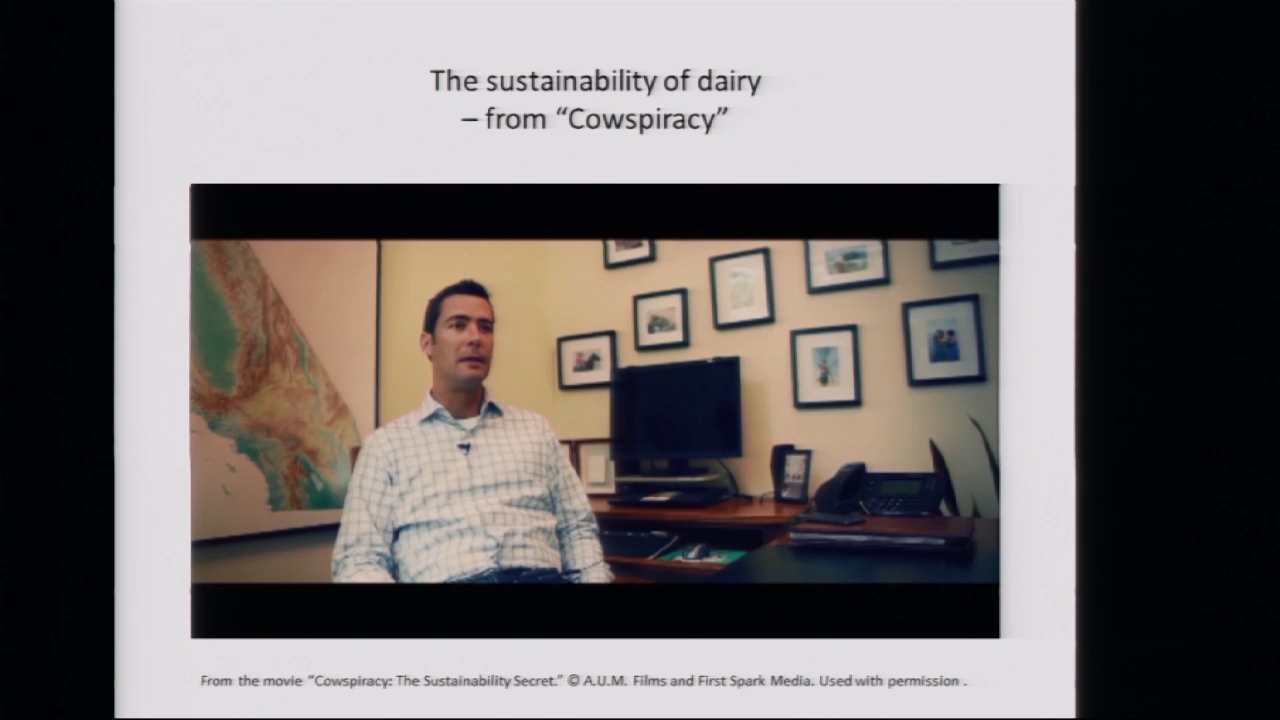 The sustainability of dairy
– from “Cowspiracy”
From the movie “Cowspiracy: The Sustainability Secret.” © A.U.M. Films and First Spark Media. Used with permission .